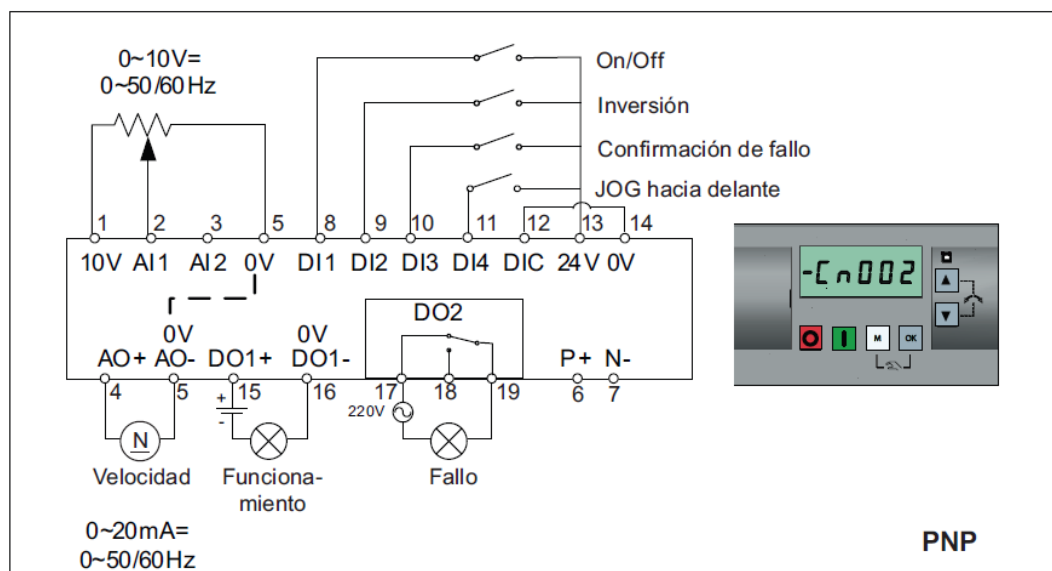 0~10V=
0~50/60Hz
On/Off
Inversión
Confirmación de fallo
JOG hacia delante
1 2 3 5 8 9 10 11 12 13 14
10V AI1 AI2 0V DI1 DI2 DI3 DI4 DIC 24V 0V
-Cn002
M OK
DO2
0V 0V
AO+ AO- DO1+ DO1- P+ N-
4 5 15 16 17 18 19 6 7
+
-
220V
N
Velocidad
Funciona-
miento
Fallo
0~20mA=
0~50/60Hz
PNP